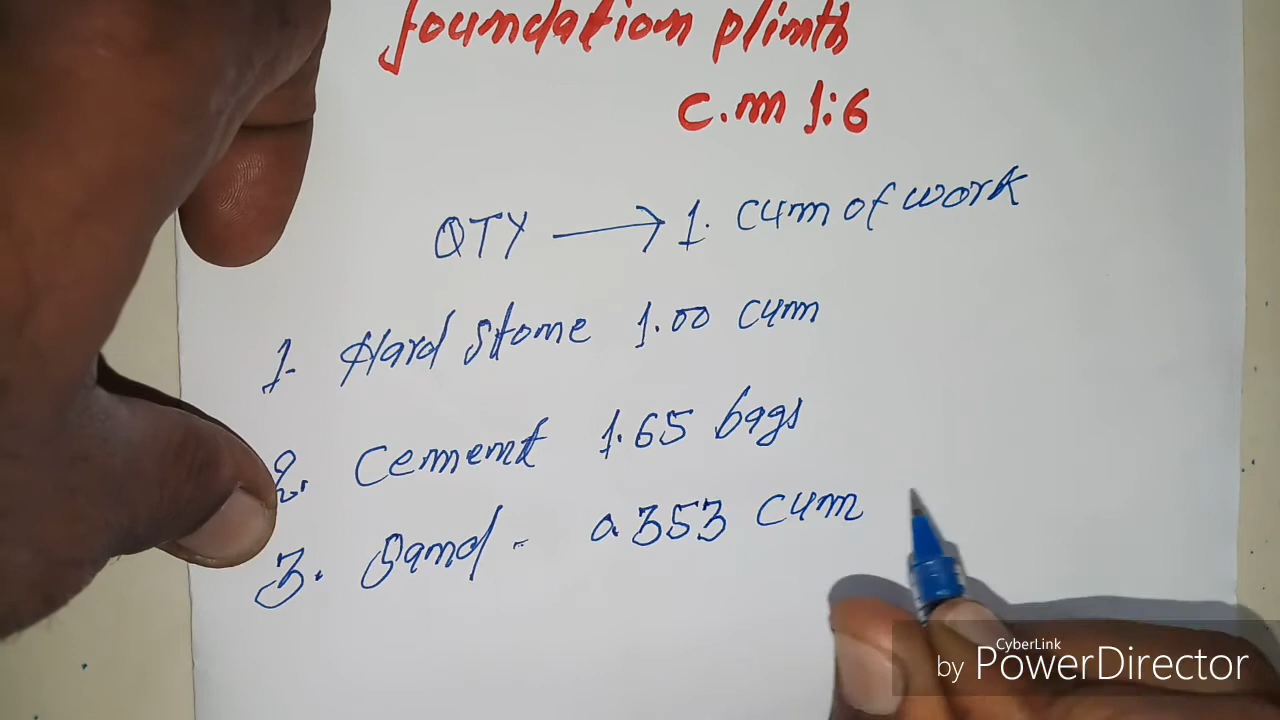 foundation plinth
C.m 1:6
QTY → 1. cum of work
1. Hard stone 1.00 cum
2. Cement 1.65 bags
3. Sand - 0.353 cum
CyberLink
by PowerDirector